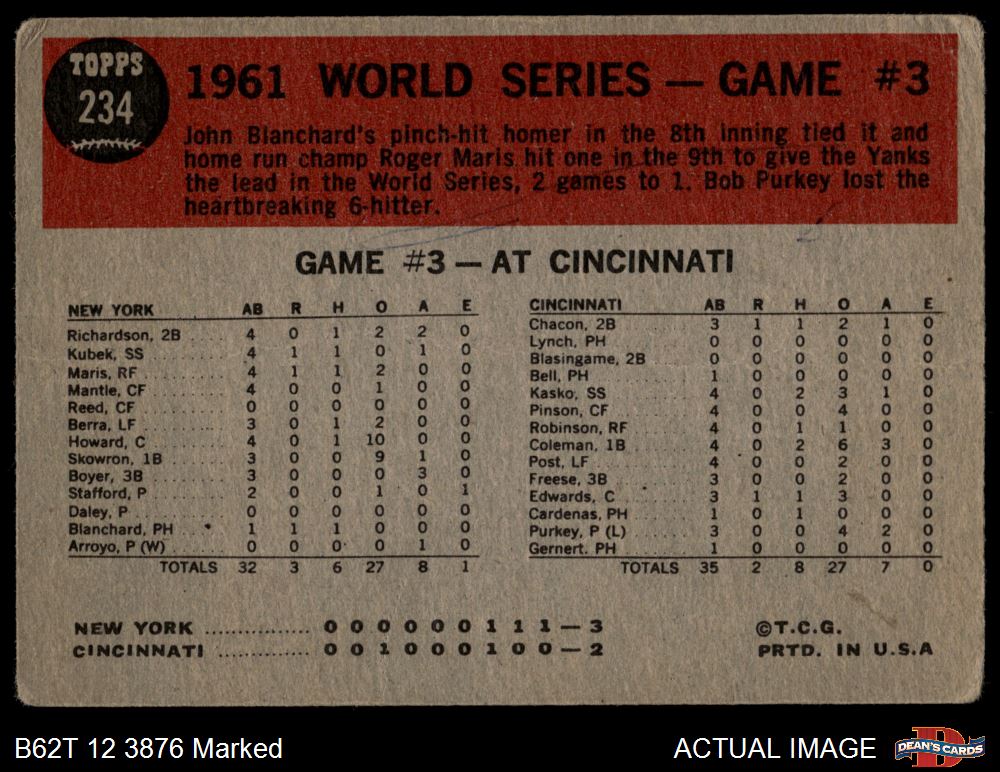 TOPPS
234
1961 WORLD SERIES — GAME #3
John Blanchard's pinch-hit homer in the 8th inning tied it and
home run champ Roger Maris hit one in the 9th to give the Yanks
the lead in the World Series, 2 games to 1. Bob Purkey lost the
heartbreaking 6-hitter.
GAME #3 — AT CINCINNATI
NEW YORK AB R H O A E
Richardson, 2B ..... 4 0 1 2 2 0
Kubek, SS ..... 4 1 1 0 1 0
Maris, RF ..... 4 1 1 2 0 0
Mantle, CF ..... 4 0 0 1 0 0
Reed, CF ..... 0 0 0 0 0 0
Berra, LF ..... 3 0 1 2 0 0
Howard, C ..... 4 0 1 10 0 0
Skowron, 1B ..... 3 0 0 9 1 0
Boyer, 3B ..... 3 0 0 0 3 0
Stafford, P ..... 2 0 0 1 0 1
Daley, P ..... 0 0 0 0 0 0
Blanchard, PH ..... 1 1 1 0 0 0
Arroyo, P (W) ..... 0 0 0 0 1 0
TOTALS 32 3 6 27 8 1
CINCINNATI AB R H O A E
Chacon, 2B ..... 3 1 1 2 1 0
Lynch, PH ..... 0 0 0 0 0 0
Blasingame, 2B ..... 0 0 0 0 0 0
Bell, PH ..... 1 0 0 0 0 0
Kasko, SS ..... 4 0 2 3 1 0
Pinson, CF ..... 4 0 0 4 0 0
Robinson, RF ..... 4 0 1 1 0 0
Coleman, 1B ..... 4 0 2 6 3 0
Post, LF ..... 4 0 0 2 0 0
Freese, 3B ..... 3 0 0 2 0 0
Edwards, C ..... 3 1 1 3 0 0
Cardenas, PH ..... 1 0 1 0 0 0
Purkey, P (L) ..... 3 0 0 4 2 0
Gernert, PH ..... 1 0 0 0 0 0
TOTALS 35 2 8 27 7 0
NEW YORK ............... 0 0 0 0 0 0 1 1 1 — 3
CINCINNATI ............. 0 0 1 0 0 0 1 0 0 — 2
©T.C.G.
PRTD. IN U.S.A
B62T 12 3876 Marked
ACTUAL IMAGE
D
DEAN'S CARDS